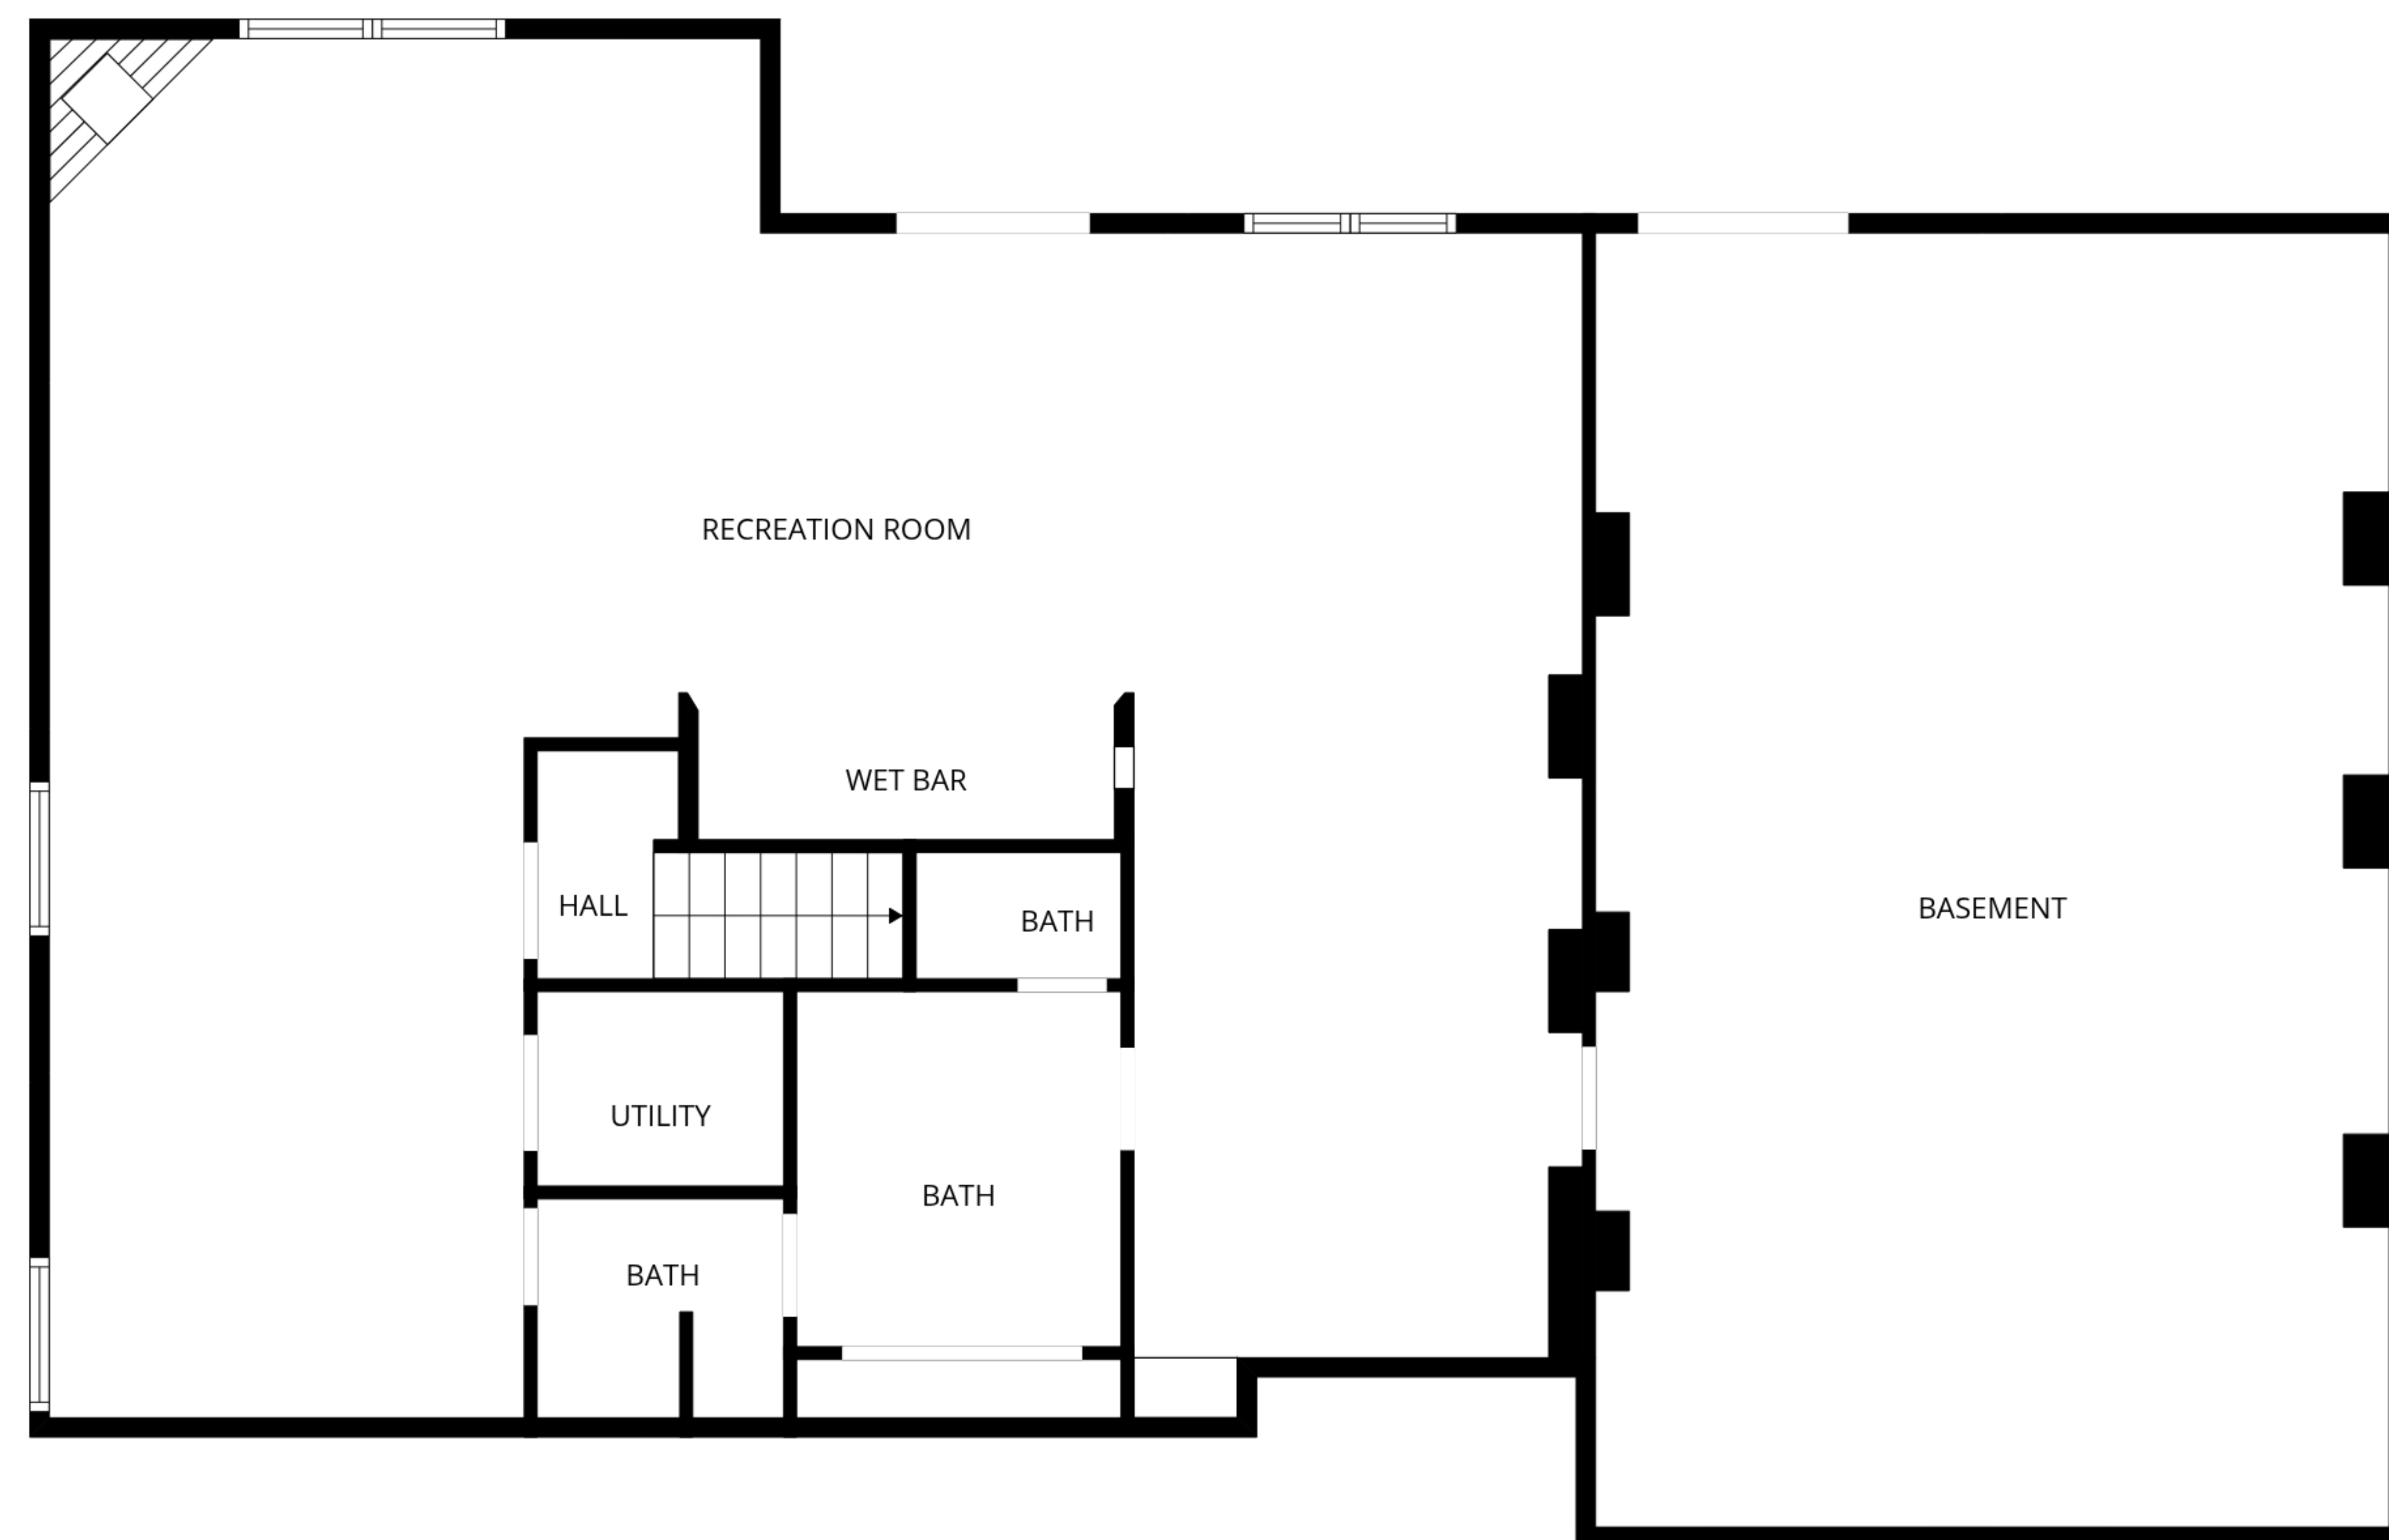 RECREATION ROOM
WET BAR
HALL
BATH
BASEMENT
UTILITY
BATH
BATH